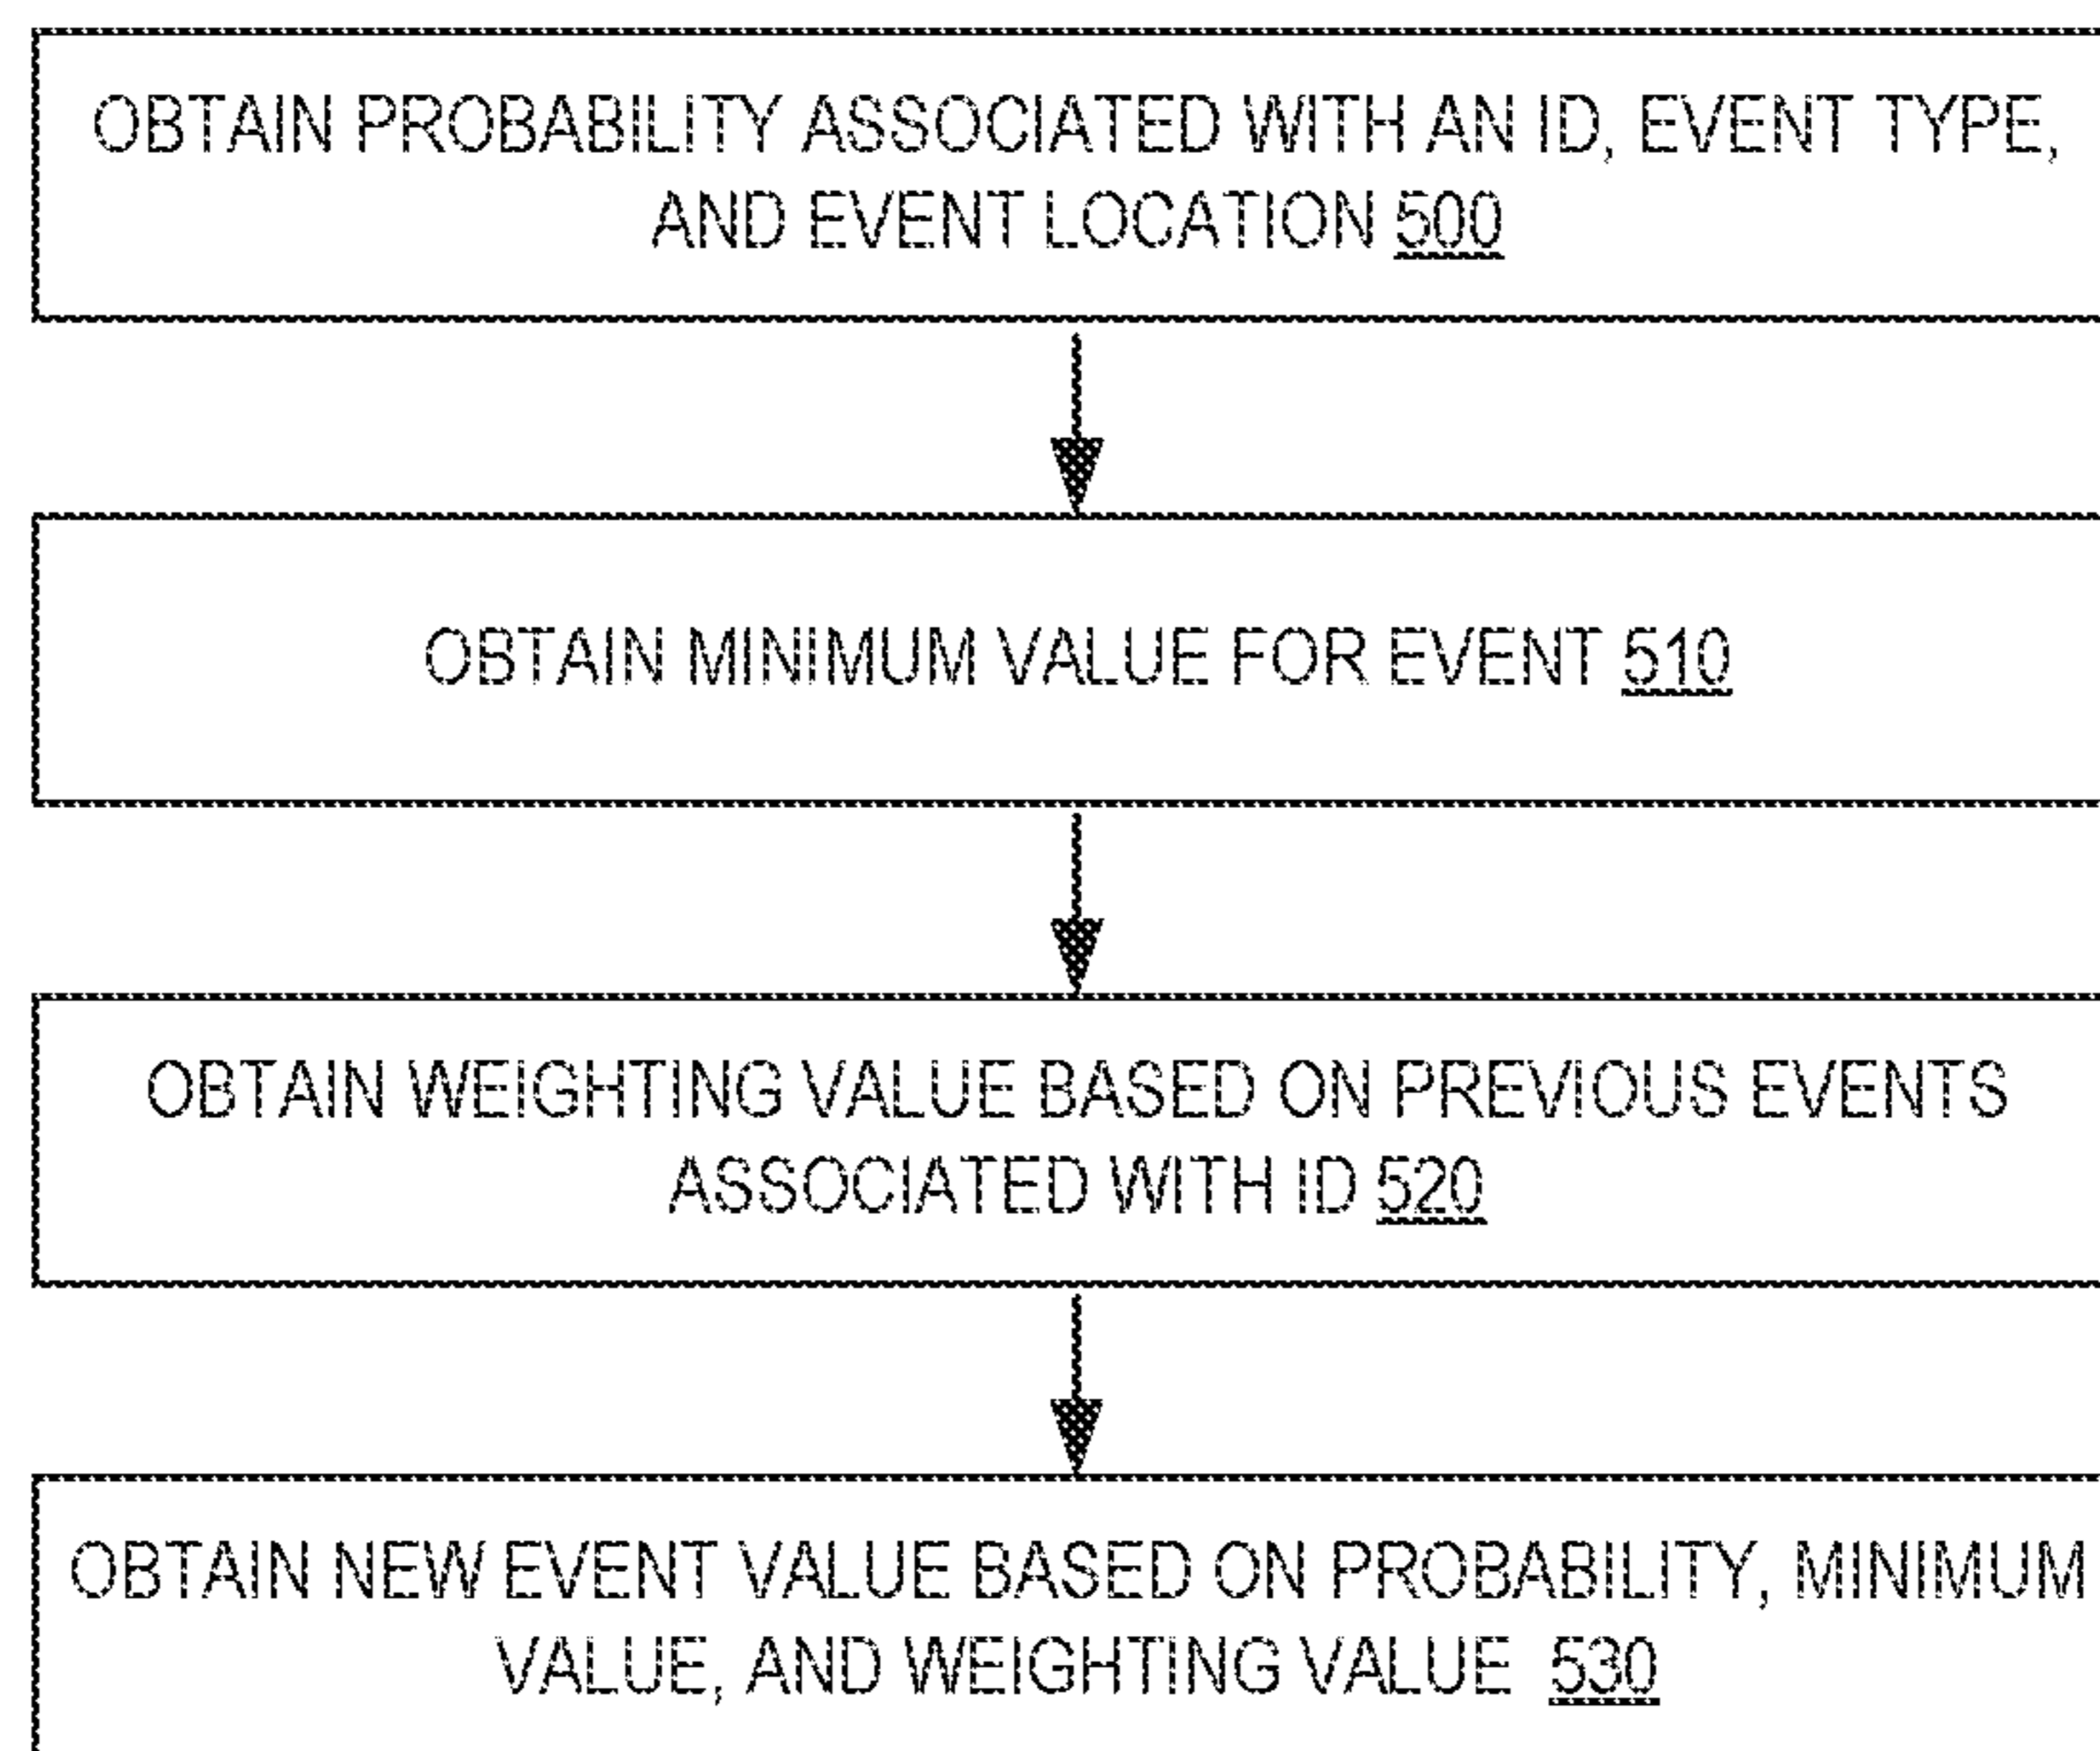 OBTAIN PROBABILITY ASSOCIATED WITH AN ID, EVENT TYPE,
AND EVENT LOCATION 500
OBTAIN MINIMUM VALUE FOR EVENT 510
OBTAIN WEIGHTING VALUE BASED ON PREVIOUS EVENTS
ASSOCIATED WITH ID 520
OBTAIN NEW EVENT VALUE BASED ON PROBABILITY, MINIMUM
VALUE, AND WEIGHTING VALUE 530